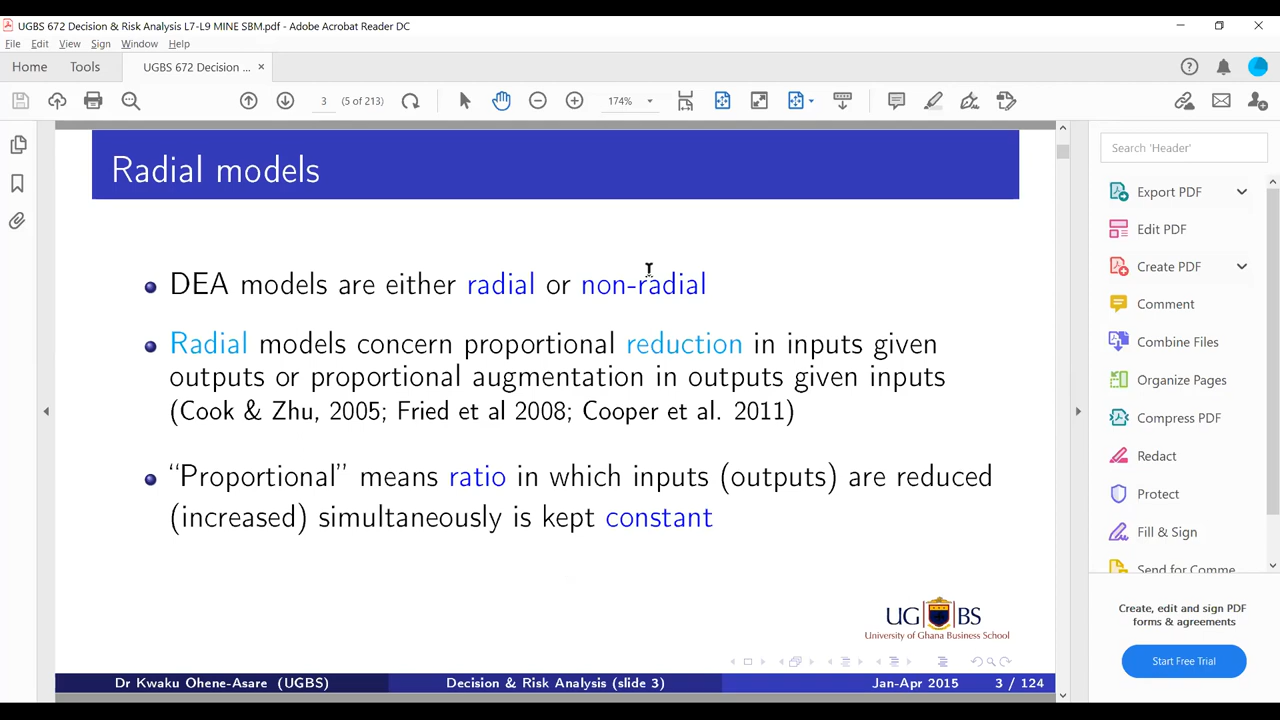 UGBS 672 Decision & Risk Analysis L7-L9 MINE SBM.pdf - Adobe Acrobat Reader DC
File Edit View Sign Window Help
Home Tools UGBS 672 Decision ... ×
3 (5 of 213) 174%
Radial models
DEA models are either radial or non-radial
Radial models concern proportional reduction in inputs given
outputs or proportional augmentation in outputs given inputs
(Cook & Zhu, 2005; Fried et al 2008; Cooper et al. 2011)
“Proportional” means ratio in which inputs (outputs) are reduced
(increased) simultaneously is kept constant
UG BS
University of Ghana Business School
Dr Kwaku Ohene-Asare (UGBS) Decision & Risk Analysis (slide 3) Jan-Apr 2015 3 / 124
Search 'Header'
Export PDF
Edit PDF
Create PDF
Comment
Combine Files
Organize Pages
Compress PDF
Redact
Protect
Fill & Sign
Send for Comme
Create, edit and sign PDF
forms & agreements
Start Free Trial